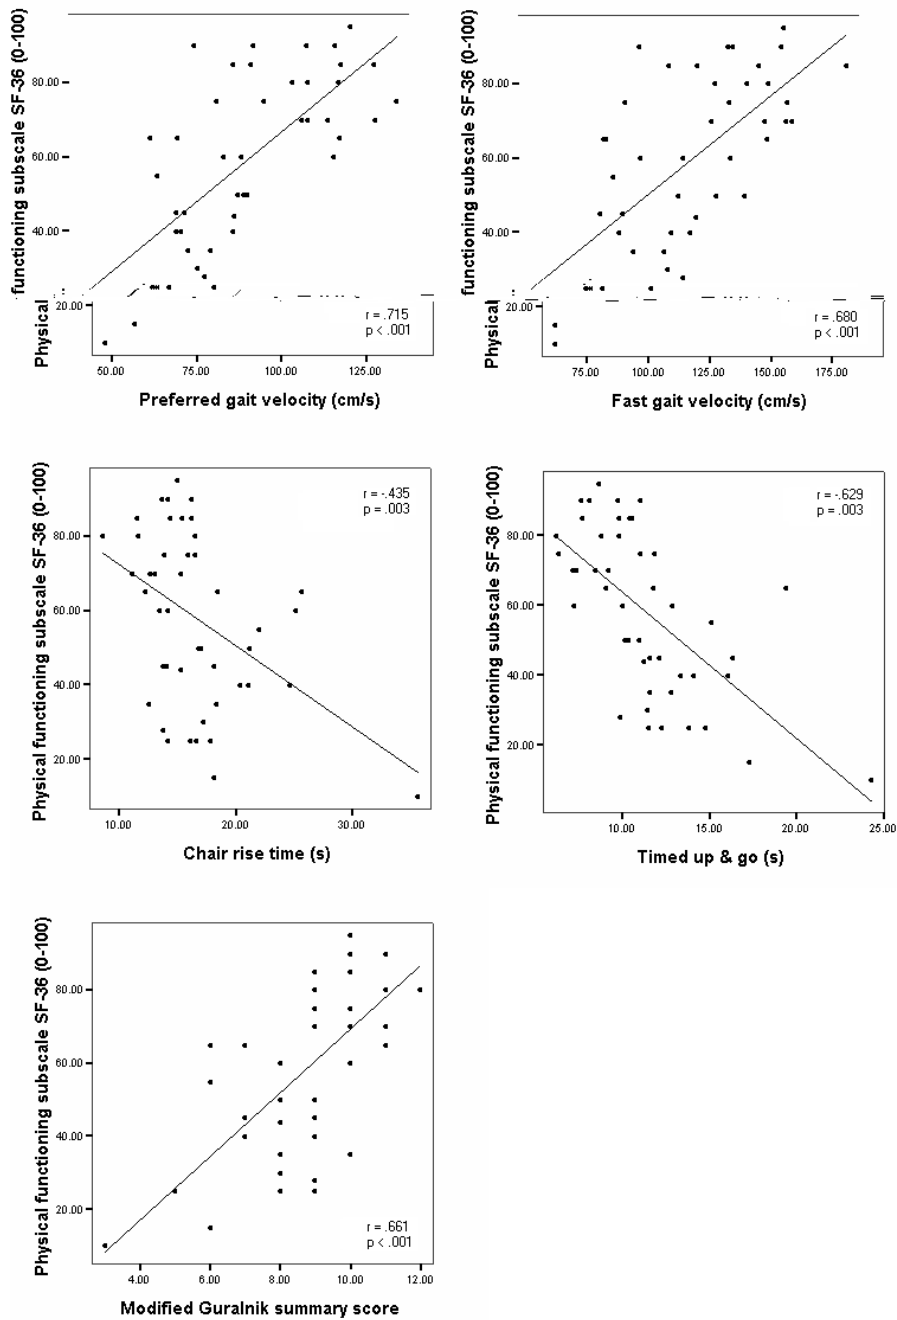 Physical functioning subscale SF-36 (0-100)
80.00
60.00
40.00
20.00
r = .715
p < .001
50.00 75.00 100.00 125.00
Preferred gait velocity (cm/s)
Physical functioning subscale SF-36 (0-100)
80.00
60.00
40.00
20.00
r = .680
p < .001
75.00 100.00 125.00 150.00 175.00
Fast gait velocity (cm/s)
Physical functioning subscale SF-36 (0-100)
80.00
60.00
40.00
20.00
r = -.435
p = .003
10.00 20.00 30.00
Chair rise time (s)
Physical functioning subscale SF-36 (0-100)
80.00
60.00
40.00
20.00
r = -.629
p = .003
10.00 15.00 20.00 25.00
Timed up & go (s)
Physical functioning subscale SF-36 (0-100)
80.00
60.00
40.00
20.00
r = .661
p < .001
4.00 6.00 8.00 10.00 12.00
Modified Guralnik summary score